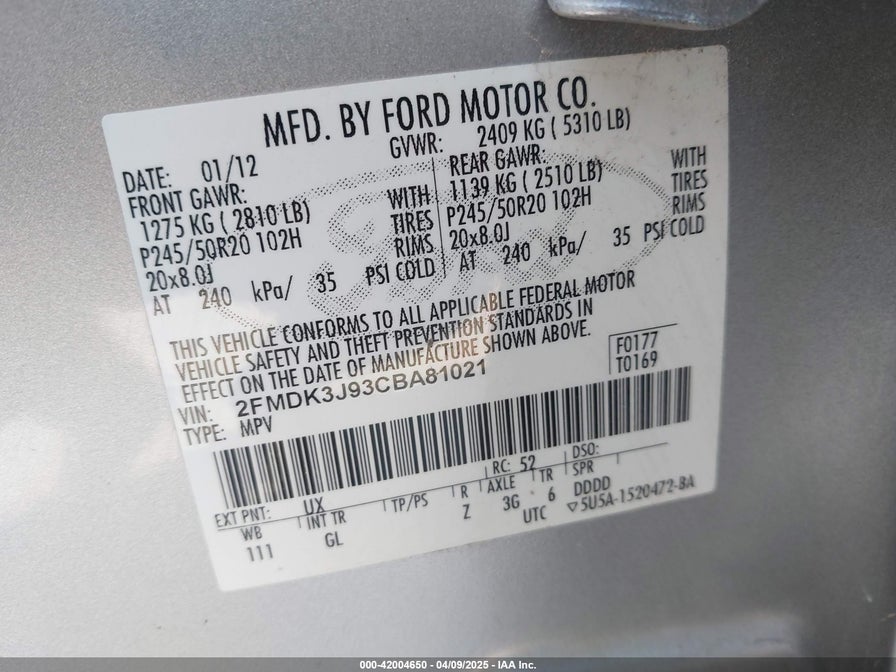 MFD. BY FORD MOTOR CO.
DATE: 01/12 GVWR: 2409 KG ( 5310 LB)
FRONT GAWR: REAR GAWR:
1275 KG ( 2810 LB) WITH 1139 KG ( 2510 LB) WITH
P245/50R20 102H TIRES P245/50R20 102H TIRES
20x8.0J RIMS 20x8.0J RIMS
AT 240 kPa/ 35 PSI COLD AT 240 kPa/ 35 PSI COLD
THIS VEHICLE CONFORMS TO ALL APPLICABLE FEDERAL MOTOR
VEHICLE SAFETY AND THEFT PREVENTION STANDARDS IN
EFFECT ON THE DATE OF MANUFACTURE SHOWN ABOVE.
F0177
VIN: 2FMDK3J93CBA81021 T0169
TYPE: MPV
EXT PNT: UX RC: 52 DSO:
WB INT TR TP/PS R AXLE TR SPR
111 GL Z 3G 6 DDDD
UTC ▽5U5A-1520472-BA
000-42004650 | 04/09/2025 - IAA Inc.